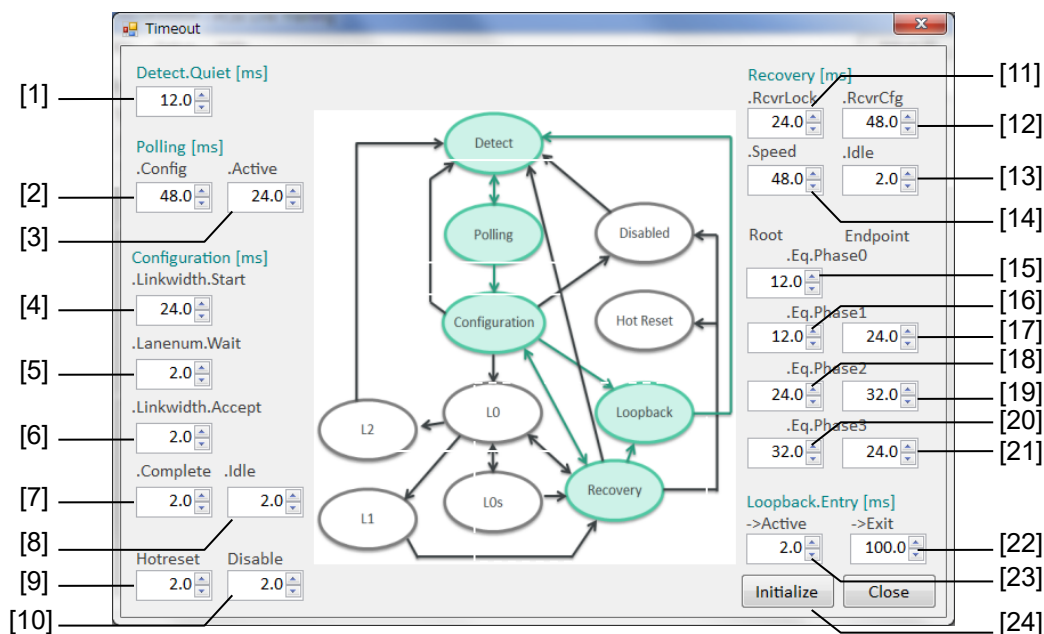 Timeout
Detect.Quiet [ms]
[1]
12.0
Polling [ms]
.Config .Active
[2]
48.0 24.0
[3]
Configuration [ms]
.Linkwidth.Start
[4]
24.0
.Lanenum.Wait
[5]
2.0
.Linkwidth.Accept
[6]
2.0
.Complete .Idle
[7]
2.0 2.0
[8]
Hotreset Disable
[9]
2.0 2.0
[10]
Detect
Polling
Disabled
Configuration
Hot Reset
L0
Loopback
L2
L0s
Recovery
L1
Recovery [ms]
[11]
.RcvrLock .RcvrCfg
24.0 48.0
[12]
.Speed .Idle
48.0 2.0
[13]
[14]
Root Endpoint
.Eq.Phase0
[15]
12.0
[16]
.Eq.Phase1
12.0 24.0
[17]
[18]
.Eq.Phase2
24.0 32.0
[19]
[20]
.Eq.Phase3
32.0 24.0
[21]
Loopback.Entry [ms]
->Active ->Exit
2.0 100.0
[22]
[23]
Initialize Close
[24]